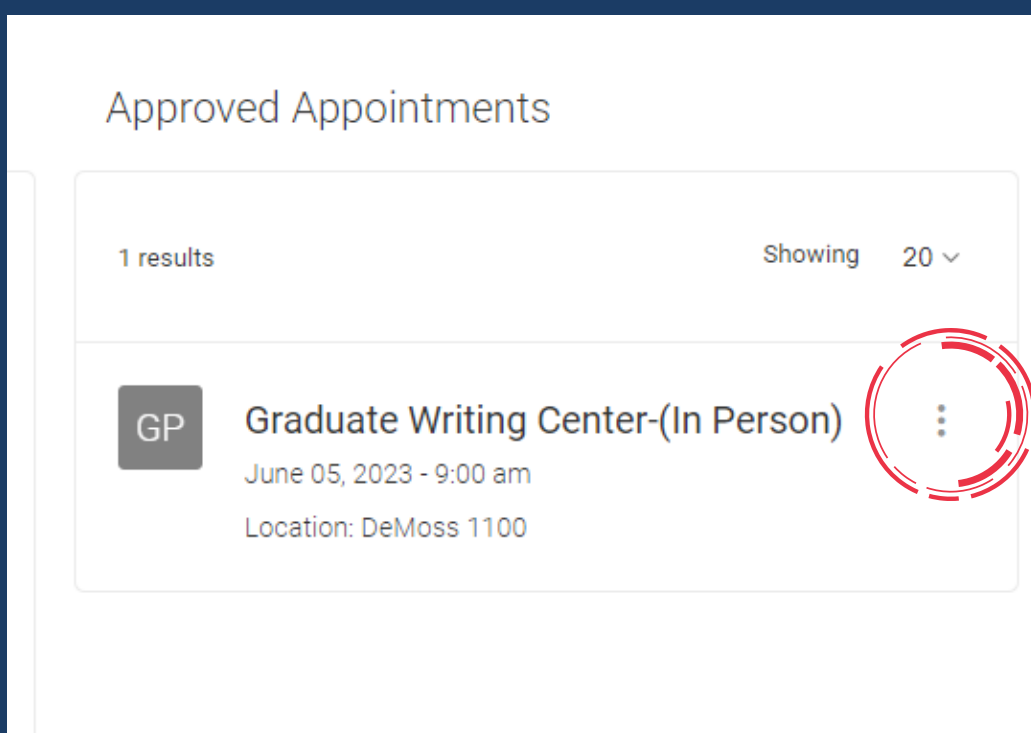 Approved Appointments
1 results
Showing 20
GP
Graduate Writing Center-(In Person)
June 05, 2023 - 9:00 am
Location: DeMoss 1100